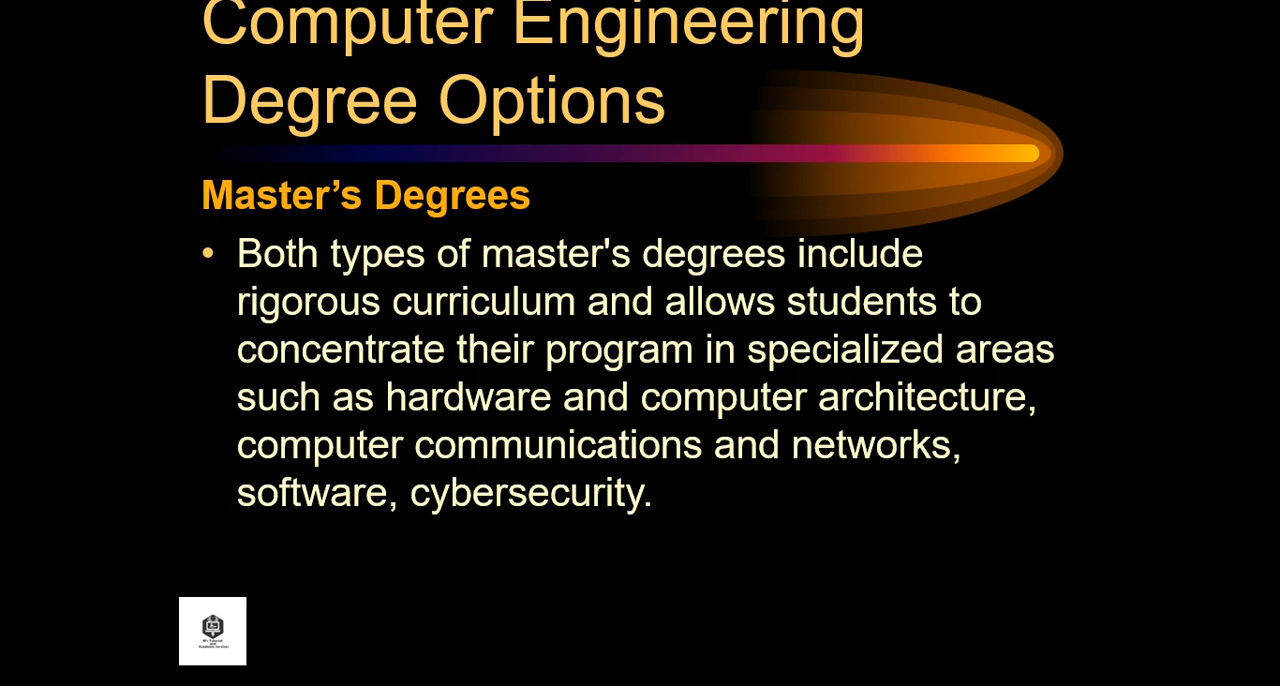 Computer Engineering
Degree Options
Master’s Degrees
• Both types of master's degrees include
rigorous curriculum and allows students to
concentrate their program in specialized areas
such as hardware and computer architecture,
computer communications and networks,
software, cybersecurity.